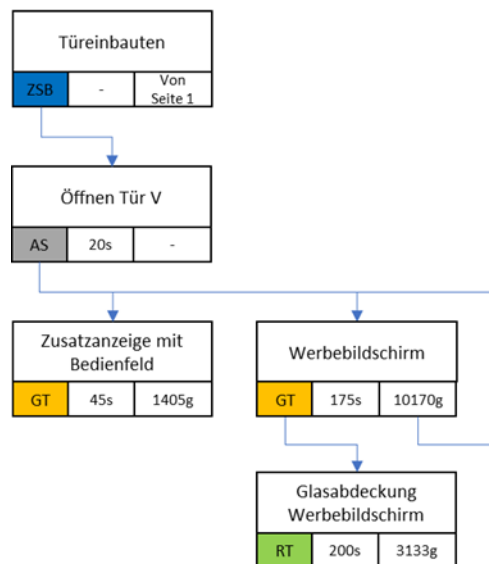 Türeinbauten
ZSB
-
Von
Seite 1
Öffnen Tür V
AS
20s
-
Zusatzanzeige mit
Bedienfeld
GT
45s
1405g
Werbebildschirm
GT
175s
10170g
Glasabdeckung
Werbebildschirm
RT
200s
3133g